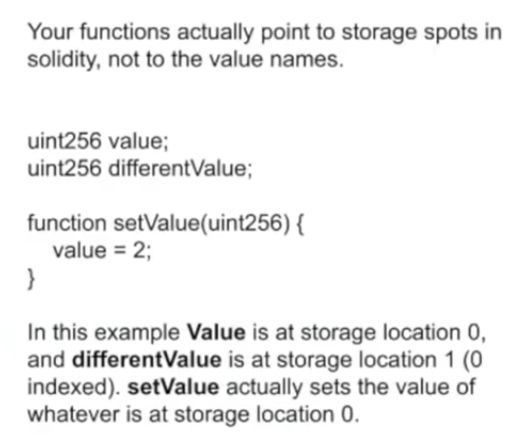 Your functions actually point to storage spots in
solidity, not to the value names.
uint256 value;
uint256 differentValue;
function setValue(uint256) {
value = 2;
}
In this example Value is at storage location 0,
and differentValue is at storage location 1 (0
indexed). setValue actually sets the value of
whatever is at storage location 0.